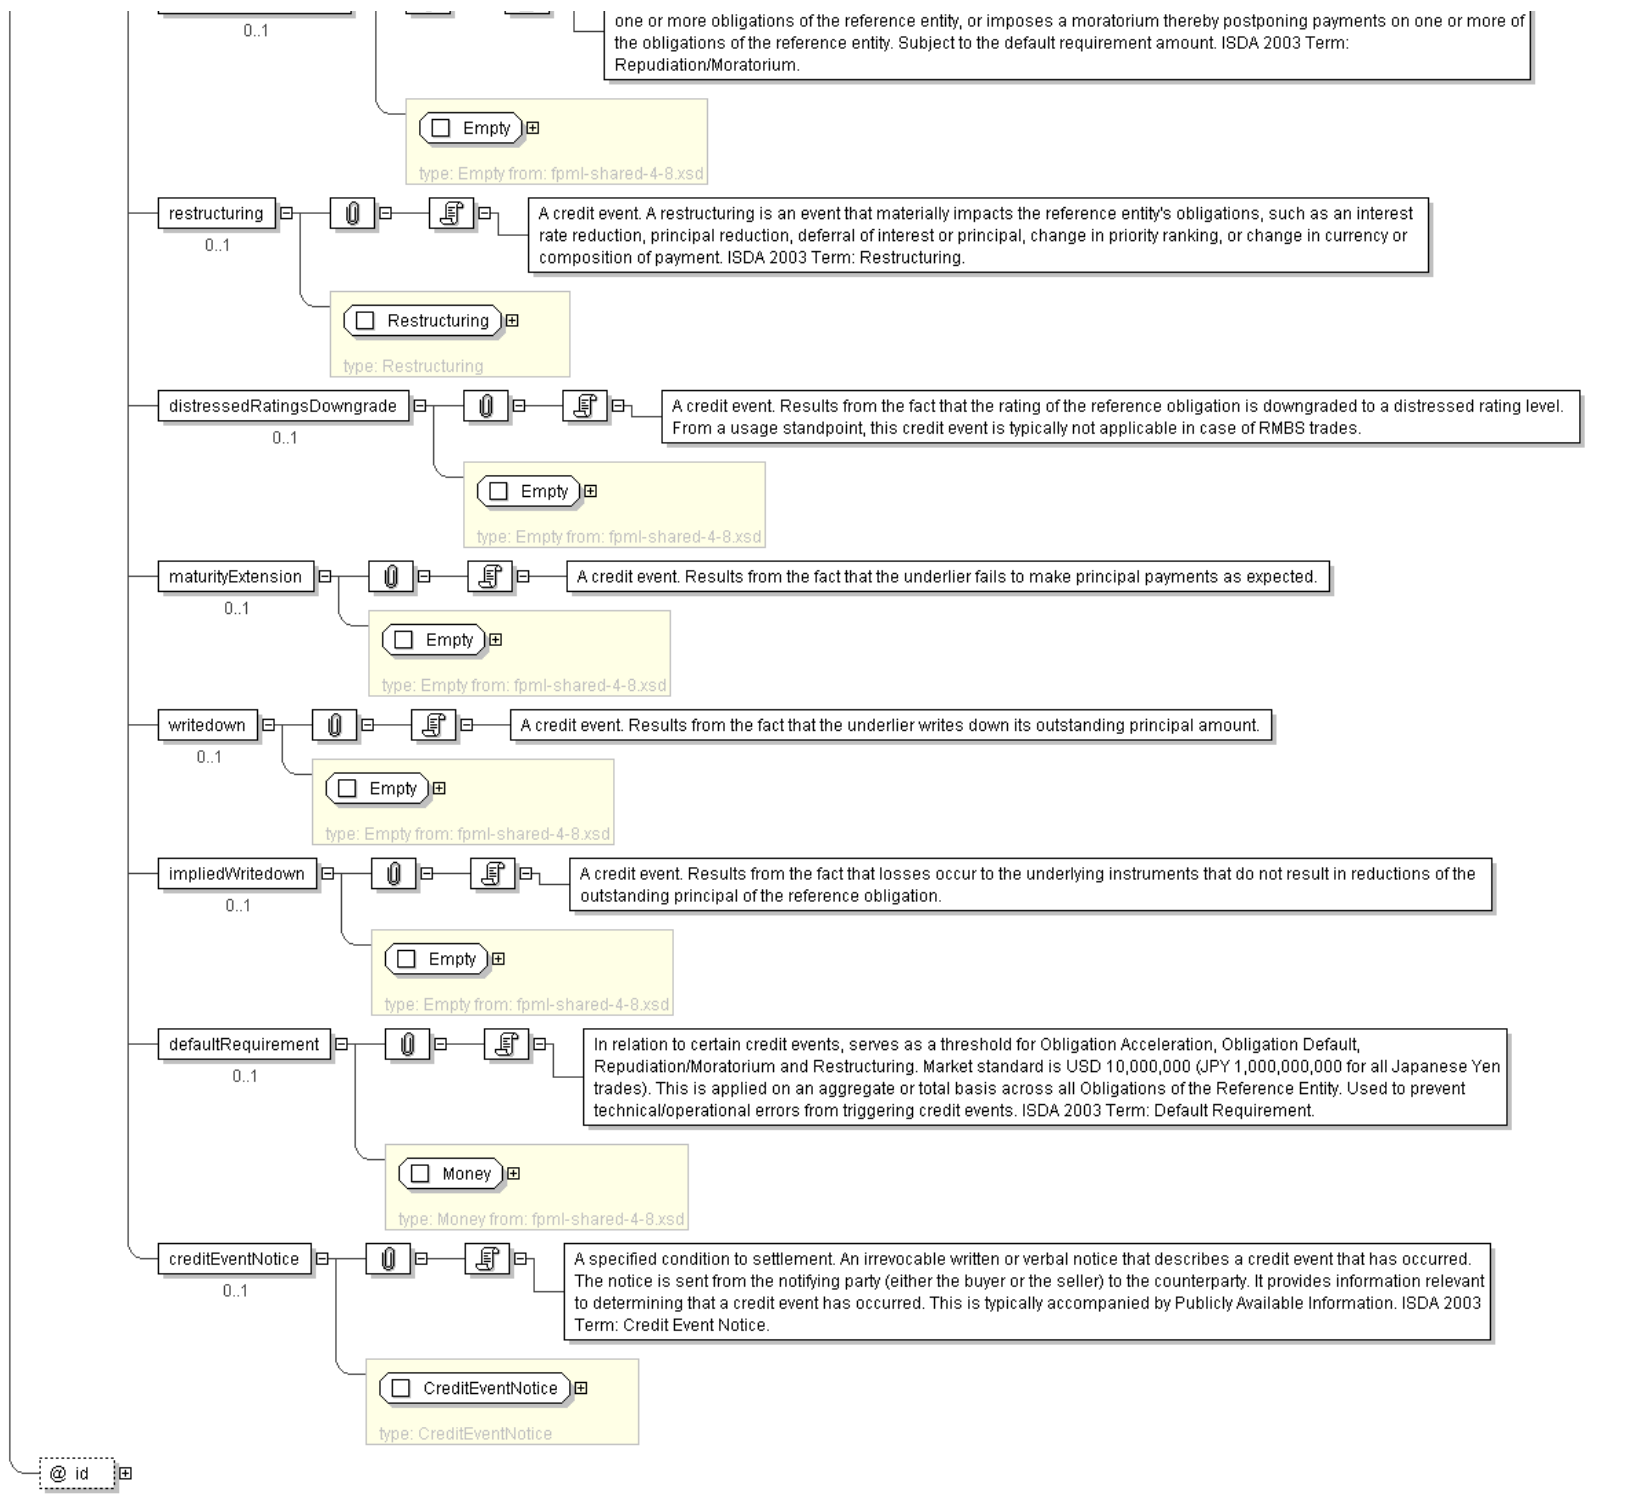 one or more obligations of the reference entity, or imposes a moratorium thereby postponing payments on one or more of
0..1
the obligations of the reference entity. Subject to the default requirement amount. ISDA 2003 Term:
Repudiation/Moratorium.
Empty
type: Empty from: fpml-shared-4-8.xsd
restructuring
0..1
A credit event. A restructuring is an event that materially impacts the reference entity's obligations, such as an interest
rate reduction, principal reduction, deferral of interest or principal, change in priority ranking, or change in currency or
composition of payment. ISDA 2003 Term: Restructuring.
Restructuring
type: Restructuring
distressedRatingsDowngrade
0..1
A credit event. Results from the fact that the rating of the reference obligation is downgraded to a distressed rating level.
From a usage standpoint, this credit event is typically not applicable in case of RMBS trades.
Empty
type: Empty from: fpml-shared-4-8.xsd
maturityExtension
0..1
A credit event. Results from the fact that the underlier fails to make principal payments as expected.
Empty
type: Empty from: fpml-shared-4-8.xsd
writedown
0..1
A credit event. Results from the fact that the underlier writes down its outstanding principal amount.
Empty
type: Empty from: fpml-shared-4-8.xsd
impliedWritedown
0..1
A credit event. Results from the fact that losses occur to the underlying instruments that do not result in reductions of the
outstanding principal of the reference obligation.
Empty
type: Empty from: fpml-shared-4-8.xsd
defaultRequirement
0..1
In relation to certain credit events, serves as a threshold for Obligation Acceleration, Obligation Default,
Repudiation/Moratorium and Restructuring. Market standard is USD 10,000,000 (JPY 1,000,000,000 for all Japanese Yen
trades). This is applied on an aggregate or total basis across all Obligations of the Reference Entity. Used to prevent
technical/operational errors from triggering credit events. ISDA 2003 Term: Default Requirement.
Money
type: Money from: fpml-shared-4-8.xsd
creditEventNotice
0..1
A specified condition to settlement. An irrevocable written or verbal notice that describes a credit event that has occurred.
The notice is sent from the notifying party (either the buyer or the seller) to the counterparty. It provides information relevant
to determining that a credit event has occurred. This is typically accompanied by Publicly Available Information. ISDA 2003
Term: Credit Event Notice.
CreditEventNotice
type: CreditEventNotice
@ id